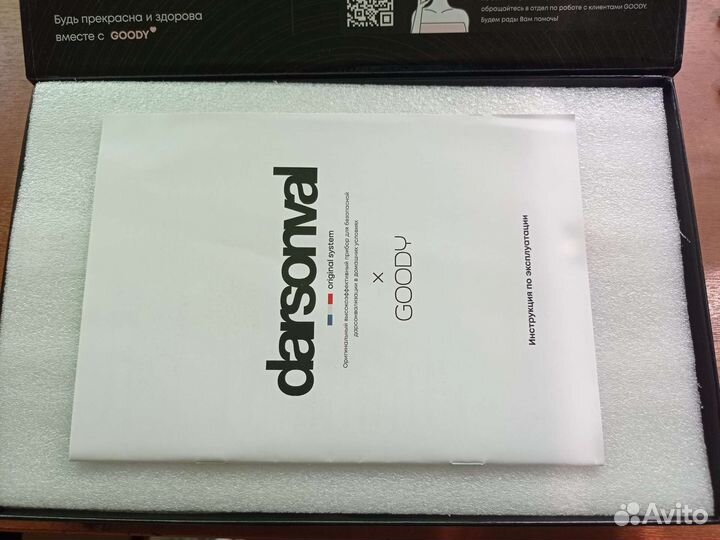 Будь прекрасна и здорова
вместе с GOODY
обращайтесь в отдел по работе с клиентами GOODY.
Будем рады Вам помочь!
darsonval
original system
Оригинальный высокоэффективный прибор для безопасной
дарсонвализации в домашних условиях
×
GOODY
Инструкция по эксплуатации
Avito